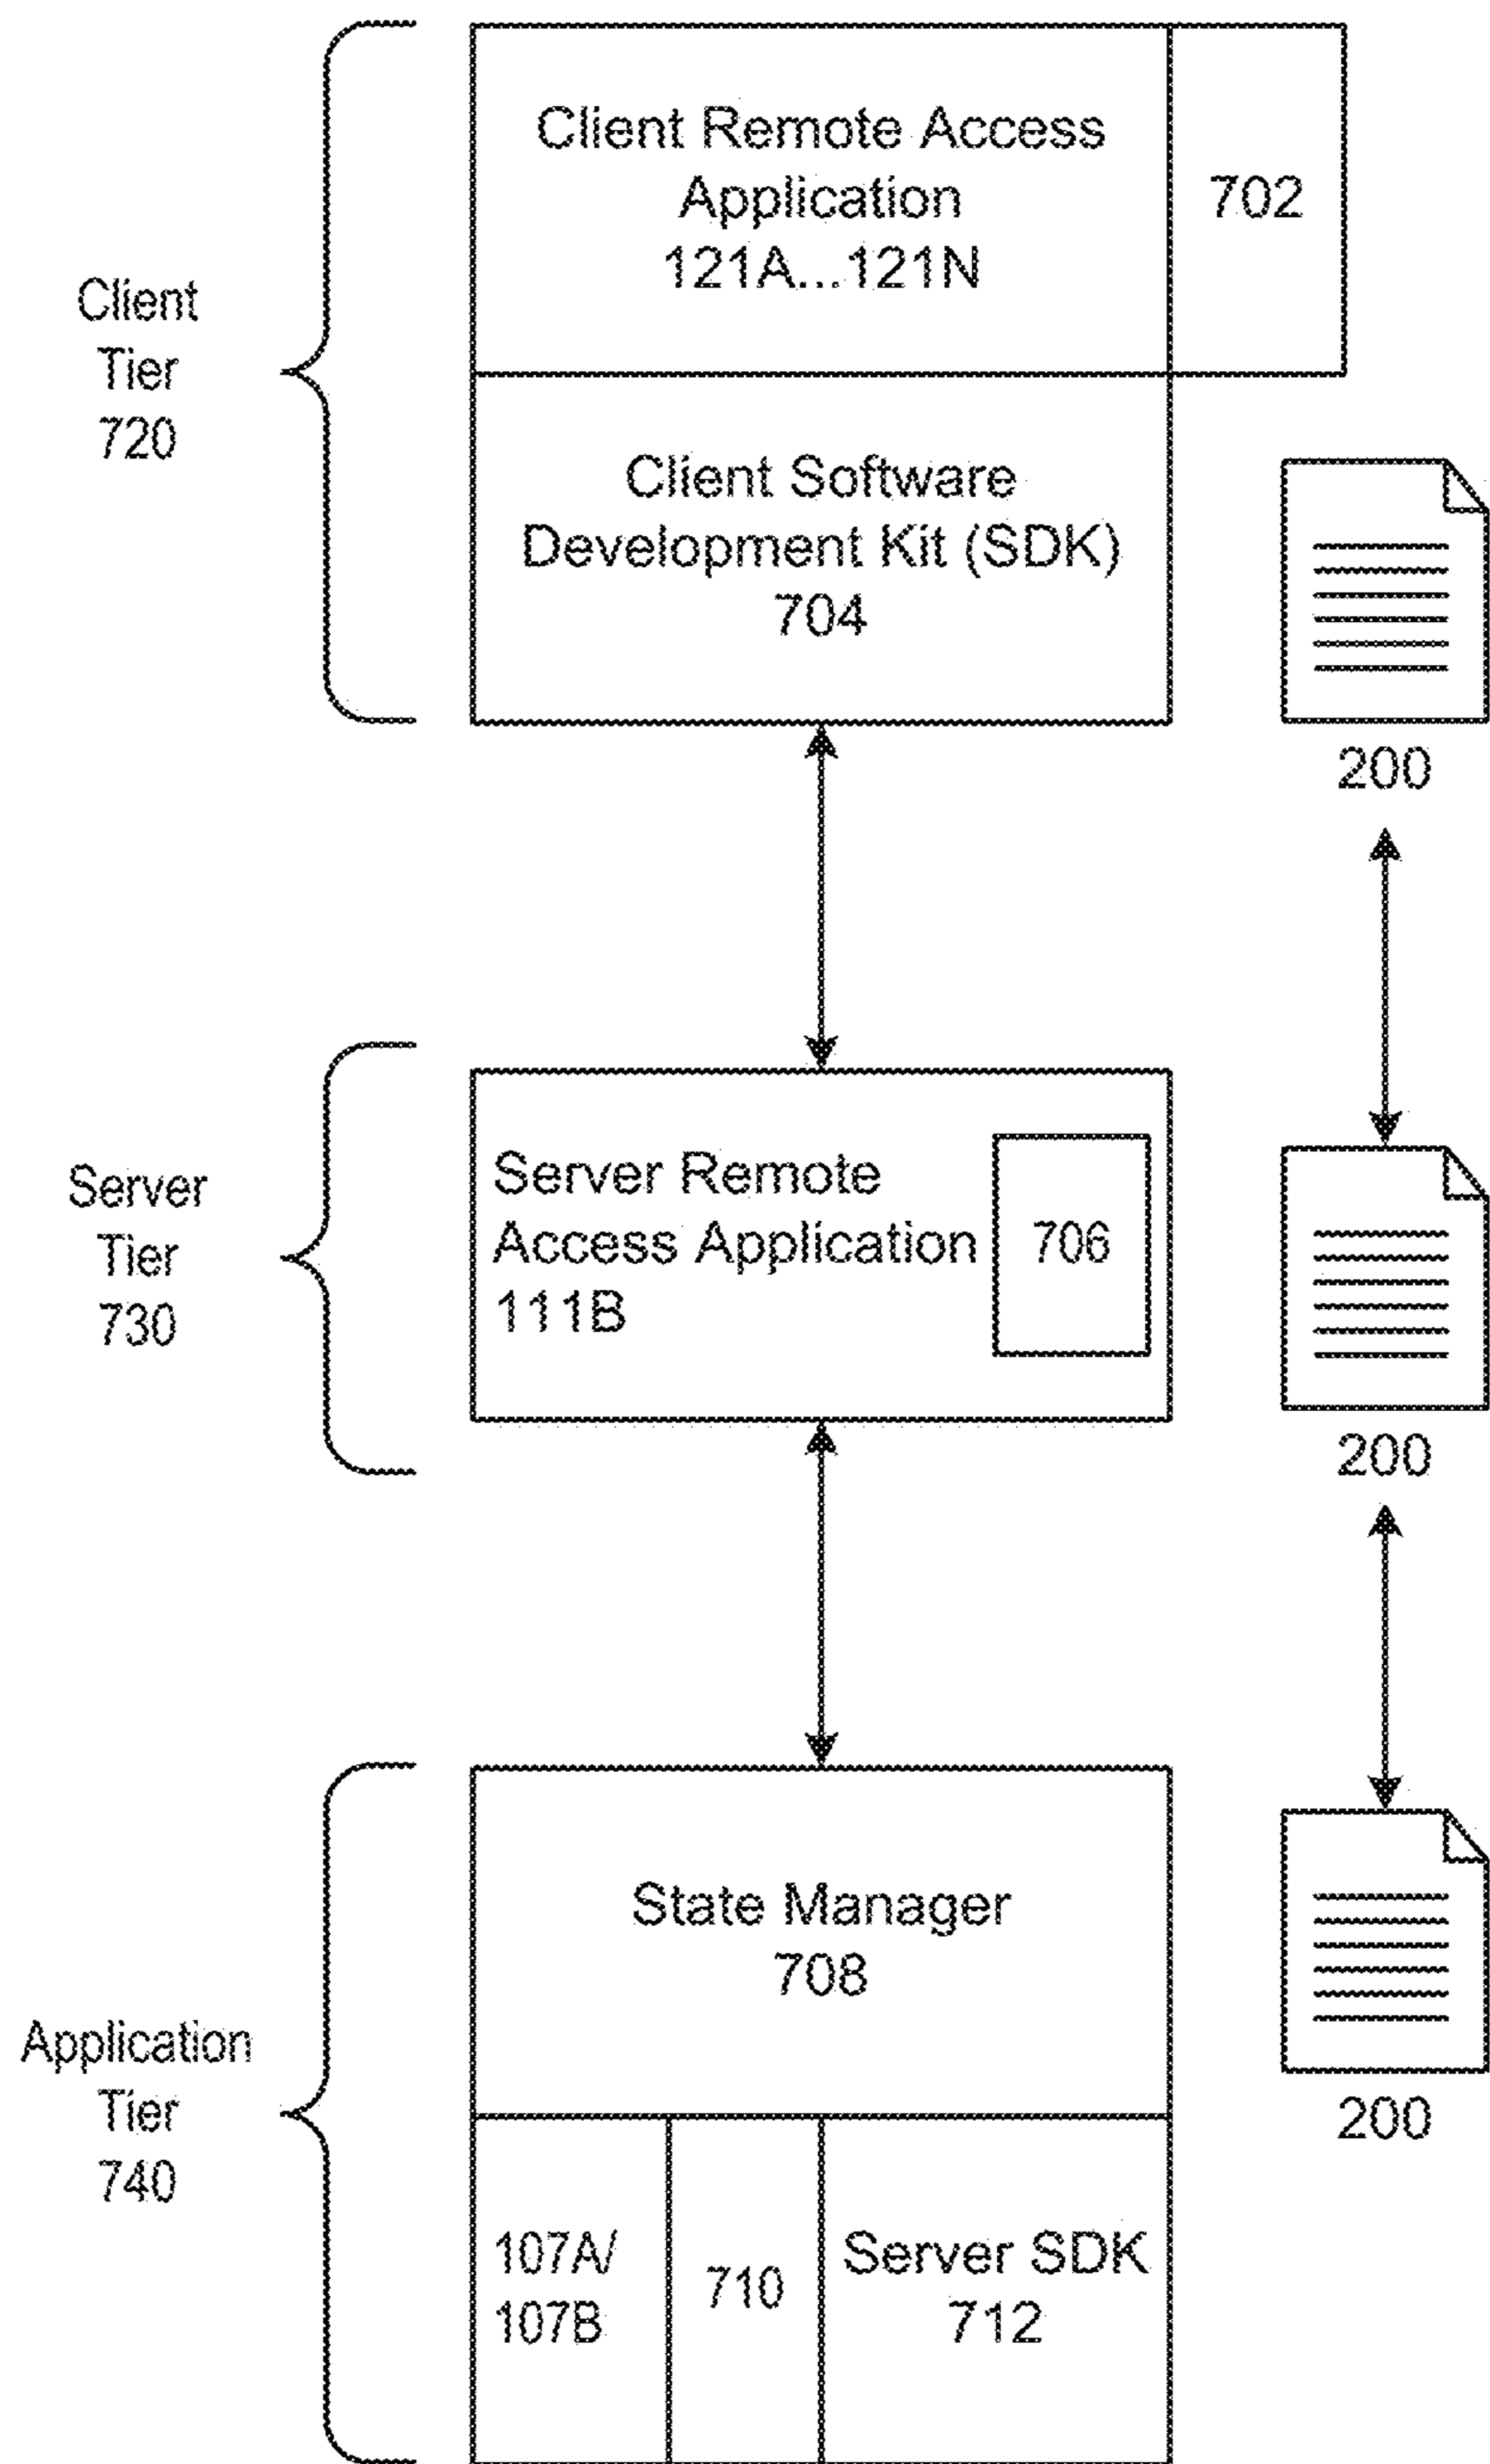 Client Remote Access
Application
121A...121N
702
Client
Tier
720
Client Software
Development Kit (SDK)
704
200
Server Remote
Access Application
111B
706
Server
Tier
730
200
State Manager
708
Application
Tier
740
200
107A/
107B
710
Server SDK
712